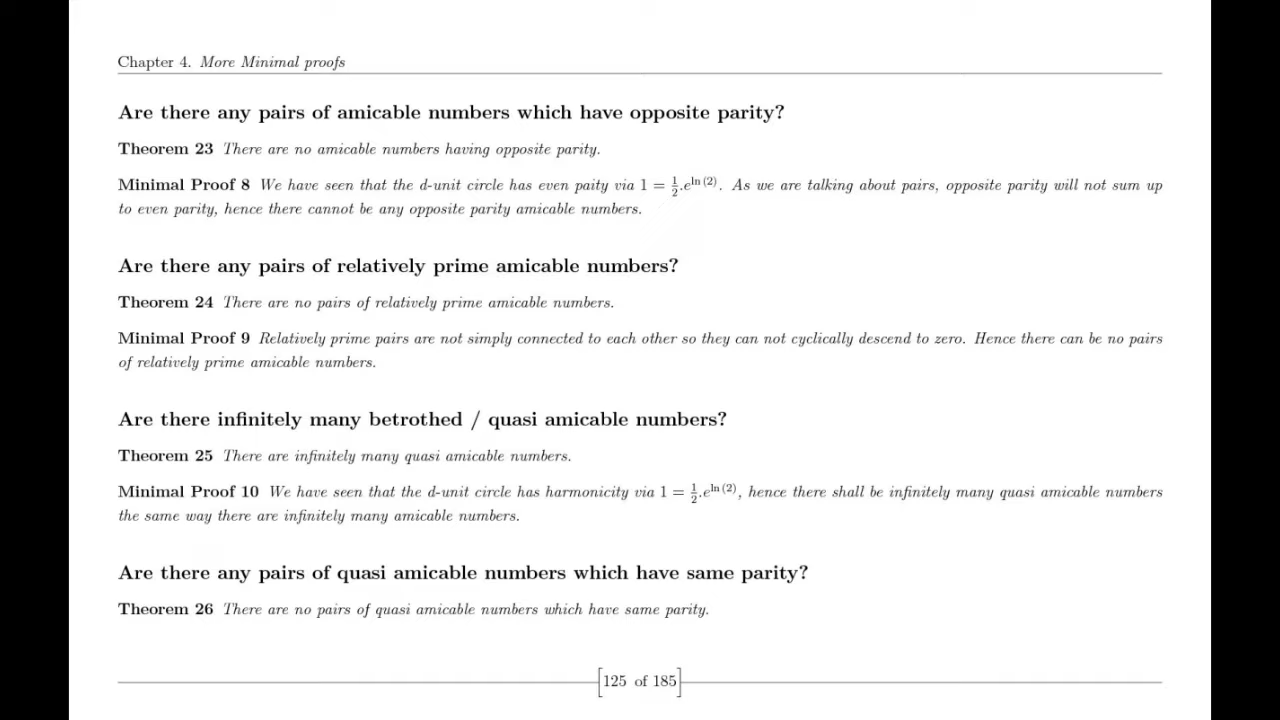 Chapter 4. More Minimal proofs
Are there any pairs of amicable numbers which have opposite parity?
Theorem 23 There are no amicable numbers having opposite parity.
Minimal Proof 8 We have seen that the d-unit circle has even paity via 1 = 1/2.e^ln (2). As we are talking about pairs, opposite parity will not sum up
to even parity, hence there cannot be any opposite parity amicable numbers.
Are there any pairs of relatively prime amicable numbers?
Theorem 24 There are no pairs of relatively prime amicable numbers.
Minimal Proof 9 Relatively prime pairs are not simply connected to each other so they can not cyclically descend to zero. Hence there can be no pairs
of relatively prime amicable numbers.
Are there infinitely many betrothed / quasi amicable numbers?
Theorem 25 There are infinitely many quasi amicable numbers.
Minimal Proof 10 We have seen that the d-unit circle has harmonicity via 1 = 1/2.e^ln (2), hence there shall be infinitely many quasi amicable numbers
the same way there are infinitely many amicable numbers.
Are there any pairs of quasi amicable numbers which have same parity?
Theorem 26 There are no pairs of quasi amicable numbers which have same parity.
[125 of 185]